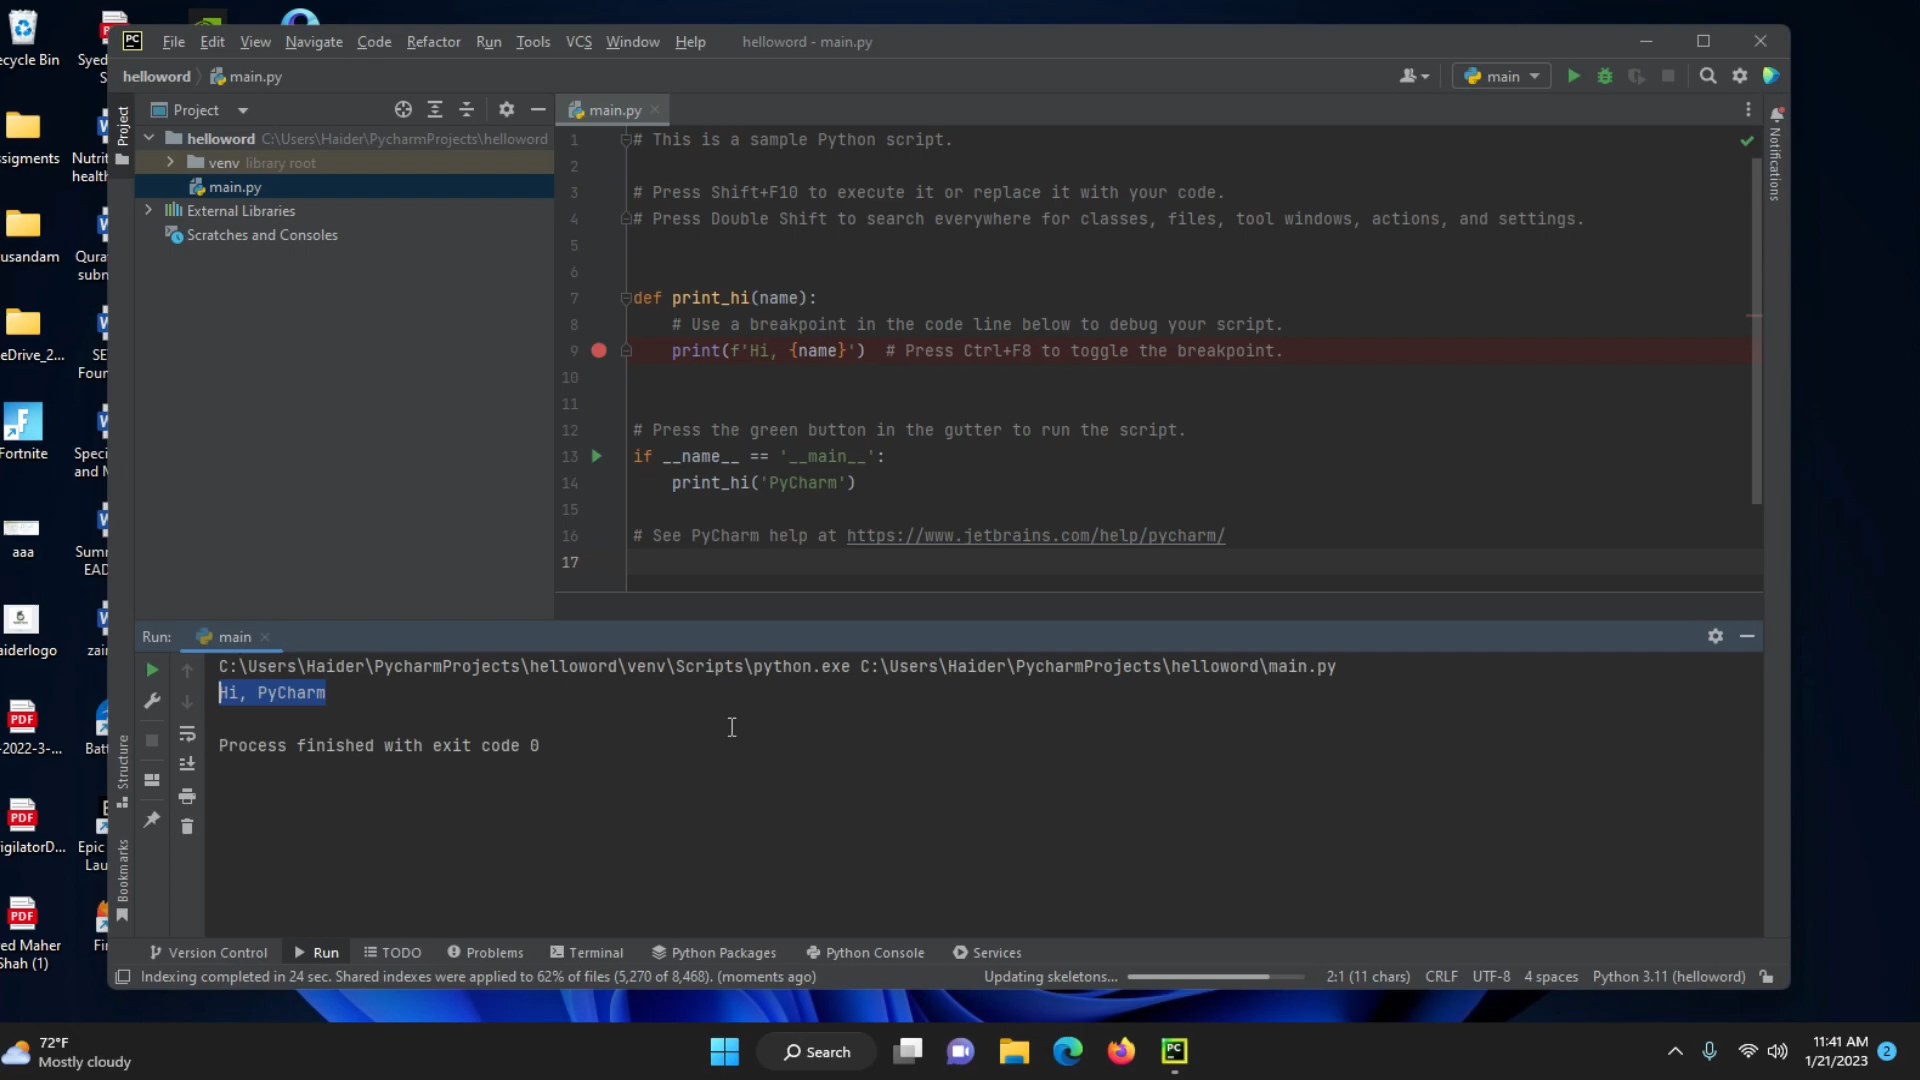 File Edit View Navigate Code Refactor Run Tools VCS Window Help helloword - main.py
helloword main.py
main
Project
main.py
helloword C:\Users\Haider\PycharmProjects\helloword
venv library root
main.py
External Libraries
Scratches and Consoles
Project
Structure
Bookmarks
Notifications
1 # This is a sample Python script.
2
3 # Press Shift+F10 to execute it or replace it with your code.
4 # Press Double Shift to search everywhere for classes, files, tool windows, actions, and settings.
5
6
7 def print_hi(name):
8 # Use a breakpoint in the code line below to debug your script.
9 print(f'Hi, {name}') # Press Ctrl+F8 to toggle the breakpoint.
10
11
12 # Press the green button in the gutter to run the script.
13 if __name__ == '__main__':
14 print_hi('PyCharm')
15
16 # See PyCharm help at https://www.jetbrains.com/help/pycharm/
17
Run: main
C:\Users\Haider\PycharmProjects\helloword\venv\Scripts\python.exe C:\Users\Haider\PycharmProjects\helloword\main.py
Hi, PyCharm
Process finished with exit code 0
Version Control Run TODO Problems Terminal Python Packages Python Console Services
Indexing completed in 24 sec. Shared indexes were applied to 62% of files (5,270 of 8,468). (moments ago) Updating skeletons... 2:1 (11 chars) CRLF UTF-8 4 spaces Python 3.11 (helloword)
ecycle Bin
Syed
S
ssigments
Nutrit
health
usandam
Qura
subn
eDrive_2...
SE
Foun
Fortnite
Speci
and M
aaa
Sumr
EAD
aiderlogo
zai
PDF
-2022-3-...
Batt
PDF
igilatorD...
Epic
Lau
PDF
ed Maher
Shah (1)
Fir
72°F
Mostly cloudy
Search
11:41 AM
1/21/2023
2